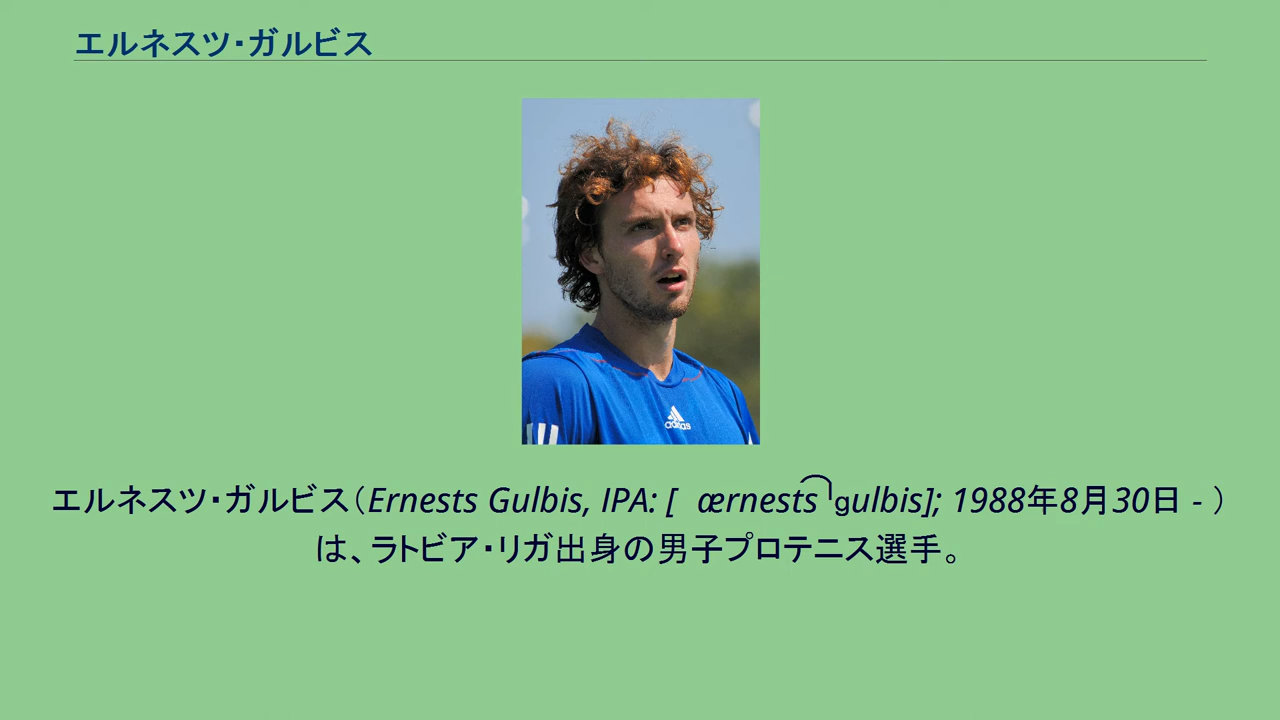 エルネスツ・ガルビス
adidas
エルネスツ・ガルビス（Ernests Gulbis, IPA: [ œrnest͡s ˈɡulbis]; 1988年8月30日 - ）
は、ラトビア・リガ出身の男子プロテニス選手。